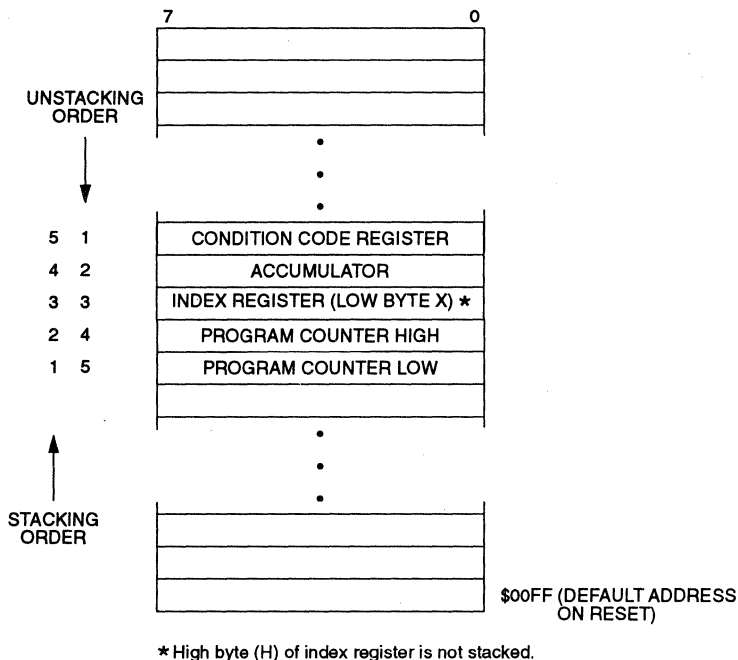 7 0
UNSTACKING
ORDER
5 1 CONDITION CODE REGISTER
4 2 ACCUMULATOR
3 3 INDEX REGISTER (LOW BYTE X) *
2 4 PROGRAM COUNTER HIGH
1 5 PROGRAM COUNTER LOW
STACKING
ORDER
$00FF (DEFAULT ADDRESS
ON RESET)
* High byte (H) of index register is not stacked.